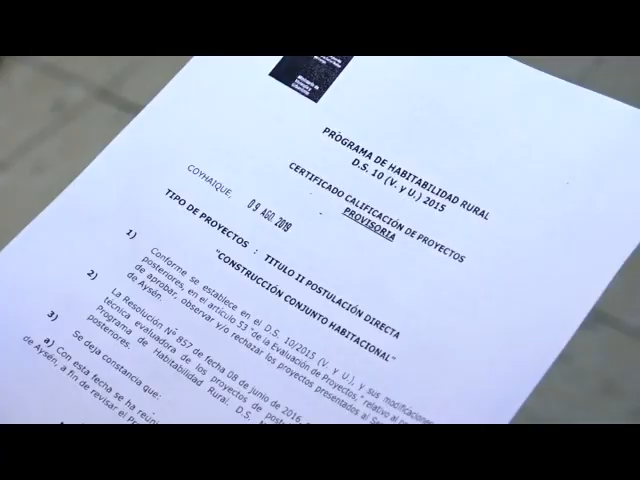 PROGRAMA DE HABITABILIDAD RURAL
D.S. 10 (V. y U.) 2015
CERTIFICADO CALIFICACIÓN DE PROYECTOS
PROVISORIA
COYHAIQUE, 09 AGO 2019
TIPO DE PROYECTOS : TITULO II POSTULACIÓN DIRECTA
"CONSTRUCCIÓN CONJUNTO HABITACIONAL"
1) Conforme se establece en el D.S. 10/2015 (V. y U.), y sus modificaciones
posteriores, en el artículo 53 "de la Evaluación de Proyectos," relativo al
de aprobar, observar y/o rechazar los proyectos presentados al
de Aysén.
2) La Resolución N° 857 de fecha 08 de junio de 2016,
técnica evaluadora de los proyectos de
Programa de Habitabilidad Rural. D.S.
posteriores.
3) Se deja constancia que:
a) Con esta fecha se ha
de Aysén, a fin de revisar el